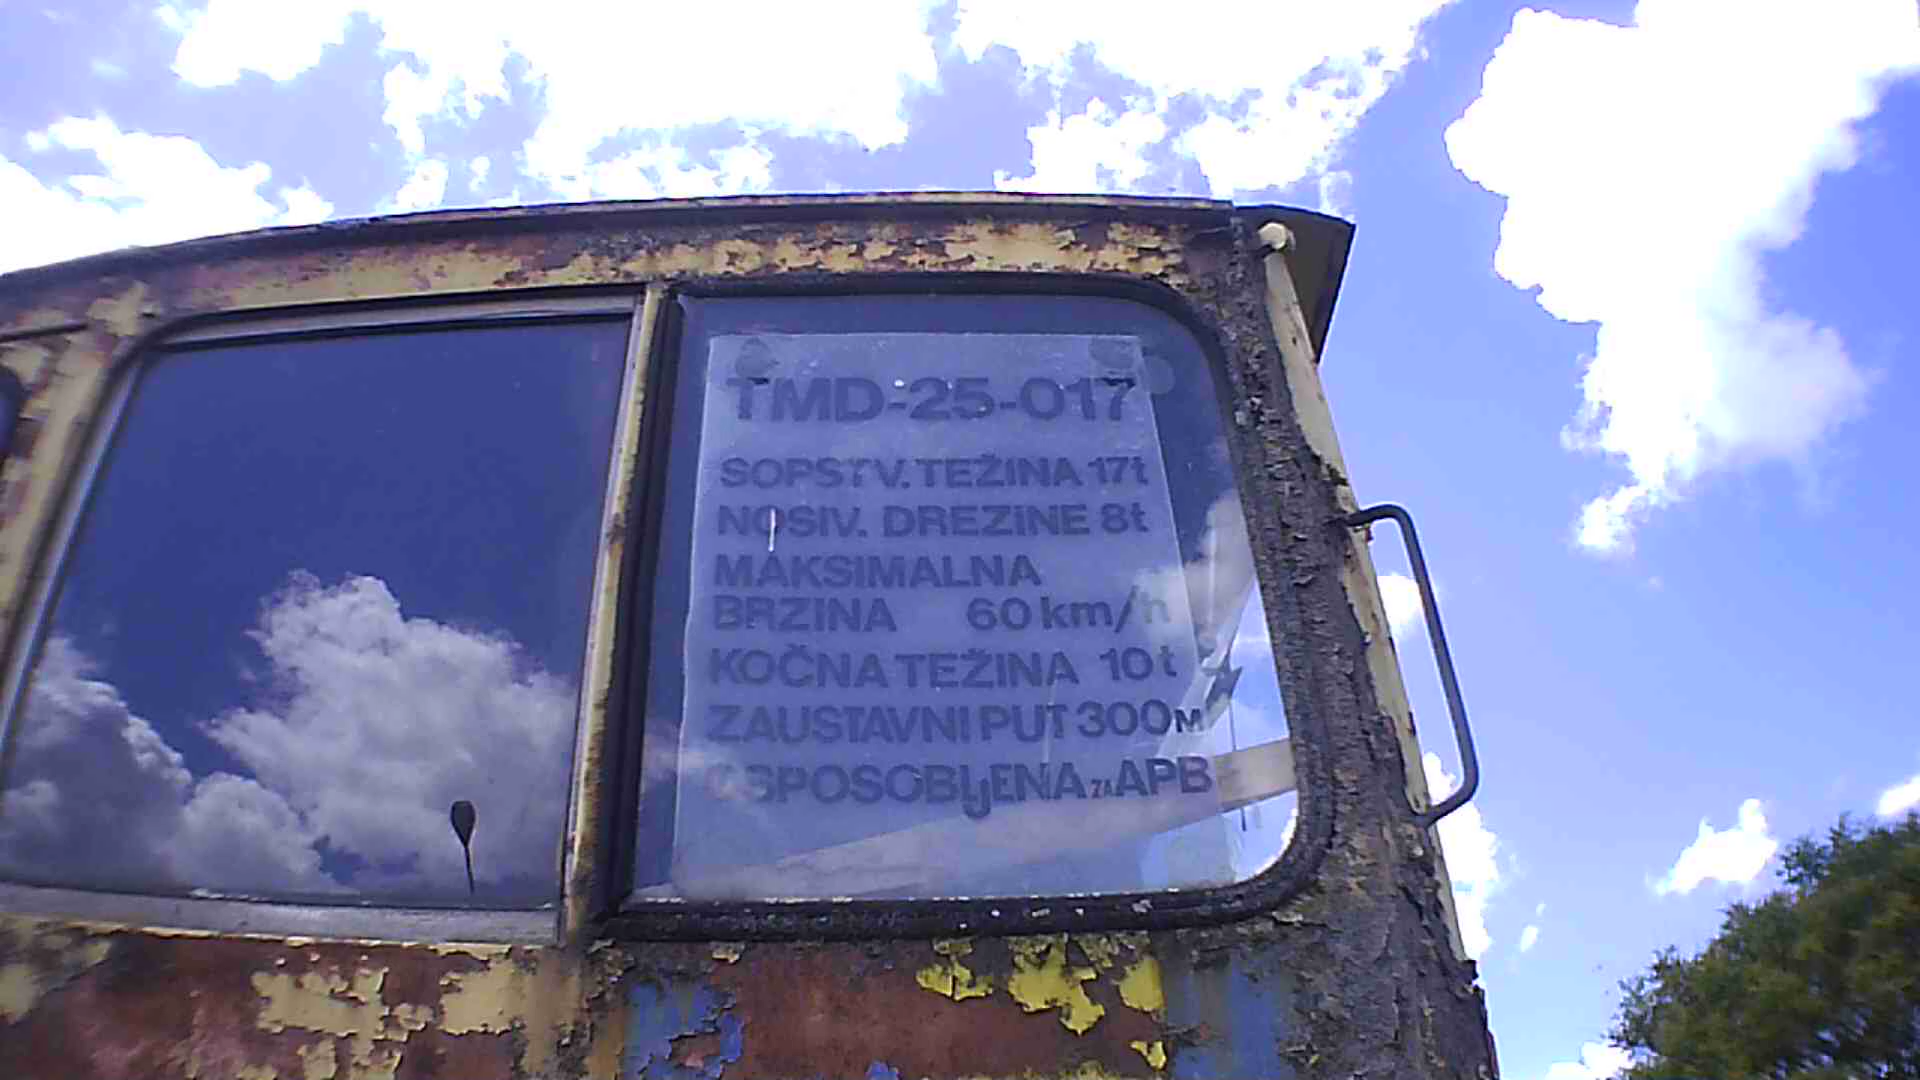 TMD-25-017
SOPSTV. TEŽINA 17t
NOSIV. DREZINE 8t
MAKSIMALNA
BRZINA 60 km/h
KOČNA TEŽINA 10t
ZAUSTAVNI PUT 300M
OSPOSOBIJENA ZA APB